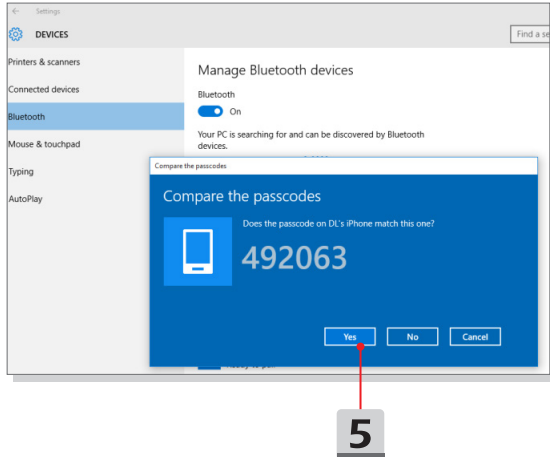 ← Settings
DEVICES
Find a se
Printers & scanners
Connected devices
Bluetooth
Mouse & touchpad
Typing
AutoPlay
Manage Bluetooth devices
Bluetooth
On
Your PC is searching for and can be discovered by Bluetooth
devices.
Compare the passcodes
Compare the passcodes
Does the passcode on DL's iPhone match this one?
492063
Yes No Cancel
5